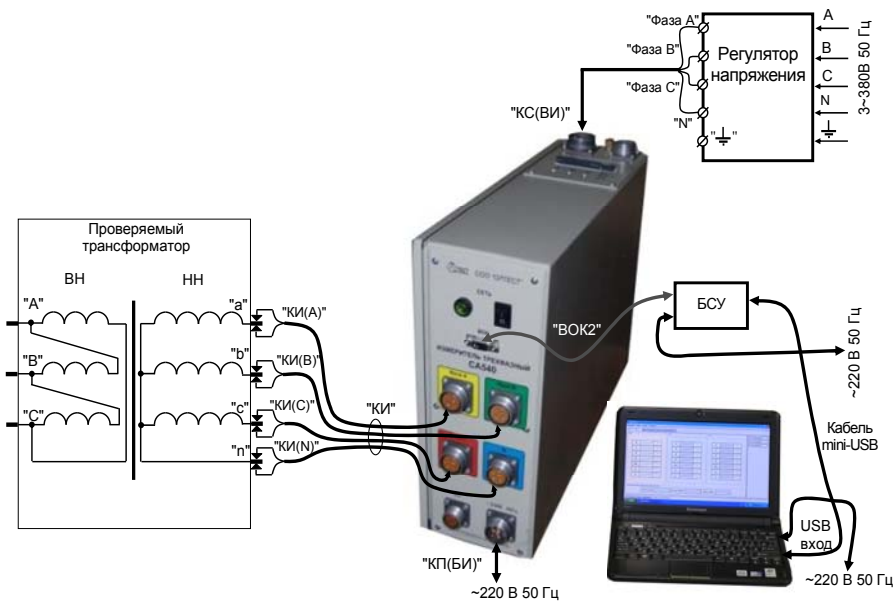 "Фаза А"
"Фаза В"
"Фаза С"
"N"
"⏚"
Регулятор
напряжения
A
B
C
N
3~380В 50 Гц
"КС(ВИ)"
Проверяемый
трансформатор
ВН
НН
"A"
"B"
"C"
"a"
"b"
"c"
"n"
"КИ(A)"
"КИ(B)"
"КИ(C)"
"КИ(N)"
"КИ"
СЕТЬ
ИЗМЕРИТЕЛЬ ТРЕХФАЗНЫЙ
СА540
"ВОК2"
БСУ
~220 В 50 Гц
Кабель
mini-USB
USB
вход
~220 В 50 Гц
"КП(БИ)"
~220 В 50 Гц